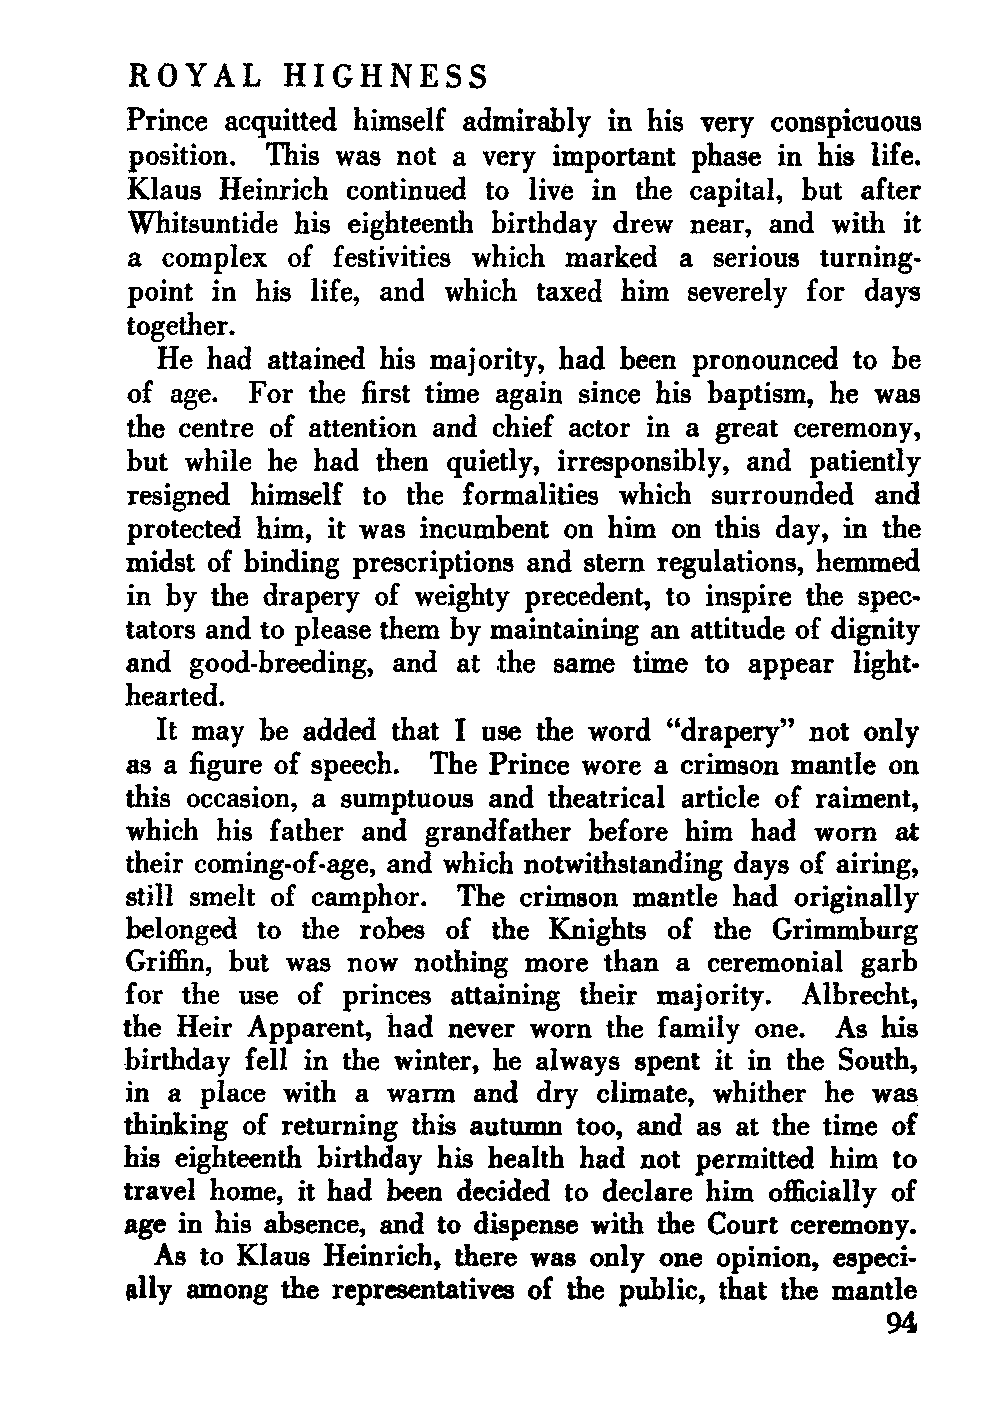 ROYAL HIGHNESS
Prince acquitted himself admirably in his very conspicuous
position. This was not a very important phase in his life.
Klaus Heinrich continued to live in the capital, but after
Whitsuntide his eighteenth birthday drew near, and with it
a complex of festivities which marked a serious turning-
point in his life, and which taxed him severely for days
together.
He had attained his majority, had been pronounced to be
of age. For the first time again since his baptism, he was
the centre of attention and chief actor in a great ceremony,
but while he had then quietly, irresponsibly, and patiently
resigned himself to the formalities which surrounded and
protected him, it was incumbent on him on this day, in the
midst of binding prescriptions and stern regulations, hemmed
in by the drapery of weighty precedent, to inspire the spec-
tators and to please them by maintaining an attitude of dignity
and good-breeding, and at the same time to appear light-
hearted.
It may be added that I use the word “drapery” not only
as a figure of speech. The Prince wore a crimson mantle on
this occasion, a sumptuous and theatrical article of raiment,
which his father and grandfather before him had worn at
their coming-of-age, and which notwithstanding days of airing,
still smelt of camphor. The crimson mantle had originally
belonged to the robes of the Knights of the Grimmburg
Griffin, but was now nothing more than a ceremonial garb
for the use of princes attaining their majority. Albrecht,
the Heir Apparent, had never worn the family one. As his
birthday fell in the winter, he always spent it in the South,
in a place with a warm and dry climate, whither he was
thinking of returning this autumn too, and as at the time of
his eighteenth birthday his health had not permitted him to
travel home, it had been decided to declare him officially of
age in his absence, and to dispense with the Court ceremony.
As to Klaus Heinrich, there was only one opinion, especi-
ally among the representatives of the public, that the mantle
94